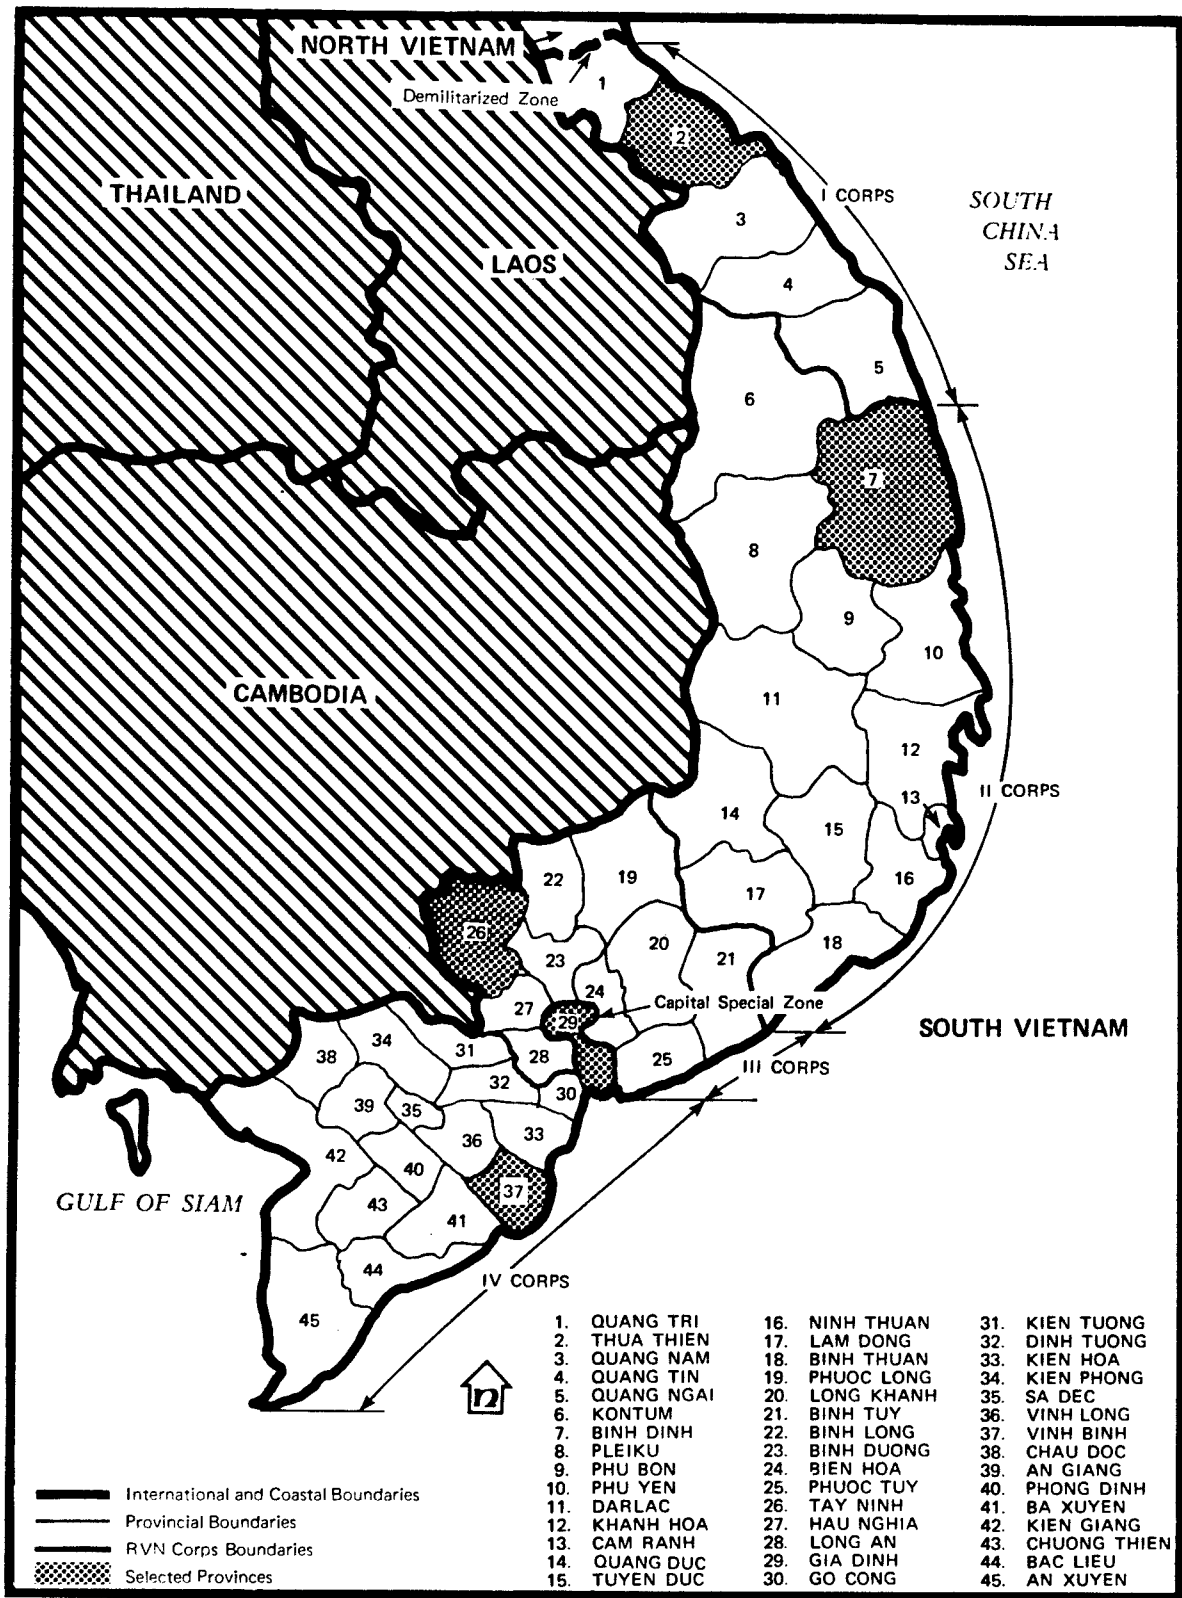 NORTH VIETNAM
Demilitarized Zone
THAILAND
LAOS
CAMBODIA
I CORPS
SOUTH
CHINA
SEA
II CORPS
Capital Special Zone
SOUTH VIETNAM
III CORPS
GULF OF SIAM
IV CORPS
1
2
3
4
5
6
7
8
9
10
11
12
13
14
15
16
17
18
19
20
21
22
23
24
25
26
27
28
29
30
31
32
33
34
35
36
37
38
39
40
41
42
43
44
45
n
1. QUANG TRI
2. THUA THIEN
3. QUANG NAM
4. QUANG TIN
5. QUANG NGAI
6. KONTUM
7. BINH DINH
8. PLEIKU
9. PHU BON
10. PHU YEN
11. DARLAC
12. KHANH HOA
13. CAM RANH
14. QUANG DUC
15. TUYEN DUC
16. NINH THUAN
17. LAM DONG
18. BINH THUAN
19. PHUOC LONG
20. LONG KHANH
21. BINH TUY
22. BINH LONG
23. BINH DUONG
24. BIEN HOA
25. PHUOC TUY
26. TAY NINH
27. HAU NGHIA
28. LONG AN
29. GIA DINH
30. GO CONG
31. KIEN TUONG
32. DINH TUONG
33. KIEN HOA
34. KIEN PHONG
35. SA DEC
36. VINH LONG
37. VINH BINH
38. CHAU DOC
39. AN GIANG
40. PHONG DINH
41. BA XUYEN
42. KIEN GIANG
43. CHUONG THIEN
44. BAC LIEU
45. AN XUYEN
International and Coastal Boundaries
Provincial Boundaries
RVN Corps Boundaries
Selected Provinces